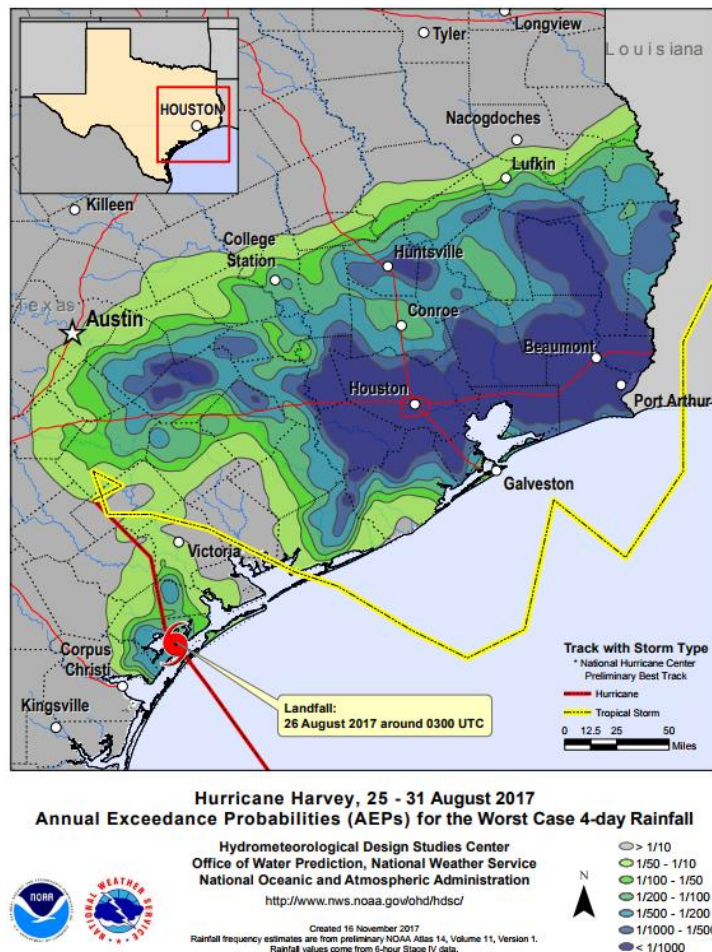 Longview
Tyler
Louisiana
HOUSTON
Nacogdoches
Lufkin
Killeen
College
Station
Huntsville
Texas
Austin
Conroe
Beaumont
Houston
Port Arthur
Galveston
Victoria
Corpus
Christi
Kingsville
Landfall:
26 August 2017 around 0300 UTC
Track with Storm Type
* National Hurricane Center
Preliminary Best Track
Hurricane
Tropical Storm
0 12.5 25 50
Miles
Hurricane Harvey, 25 - 31 August 2017
Annual Exceedance Probabilities (AEPs) for the Worst Case 4-day Rainfall
Hydrometeorological Design Studies Center
Office of Water Prediction, National Weather Service
National Oceanic and Atmospheric Administration
http://www.nws.noaa.gov/ohd/hdsc/
Created 16 November 2017
Rainfall frequency estimates are from preliminary NOAA Atlas 14, Volume 11, Version 1.
Rainfall values come from 6-hour Stage IV data.
N
> 1/10
1/50 - 1/10
1/100 - 1/50
1/200 - 1/100
1/500 - 1/200
1/1000 - 1/500
< 1/1000
NOAA
NATIONAL WEATHER SERVICE